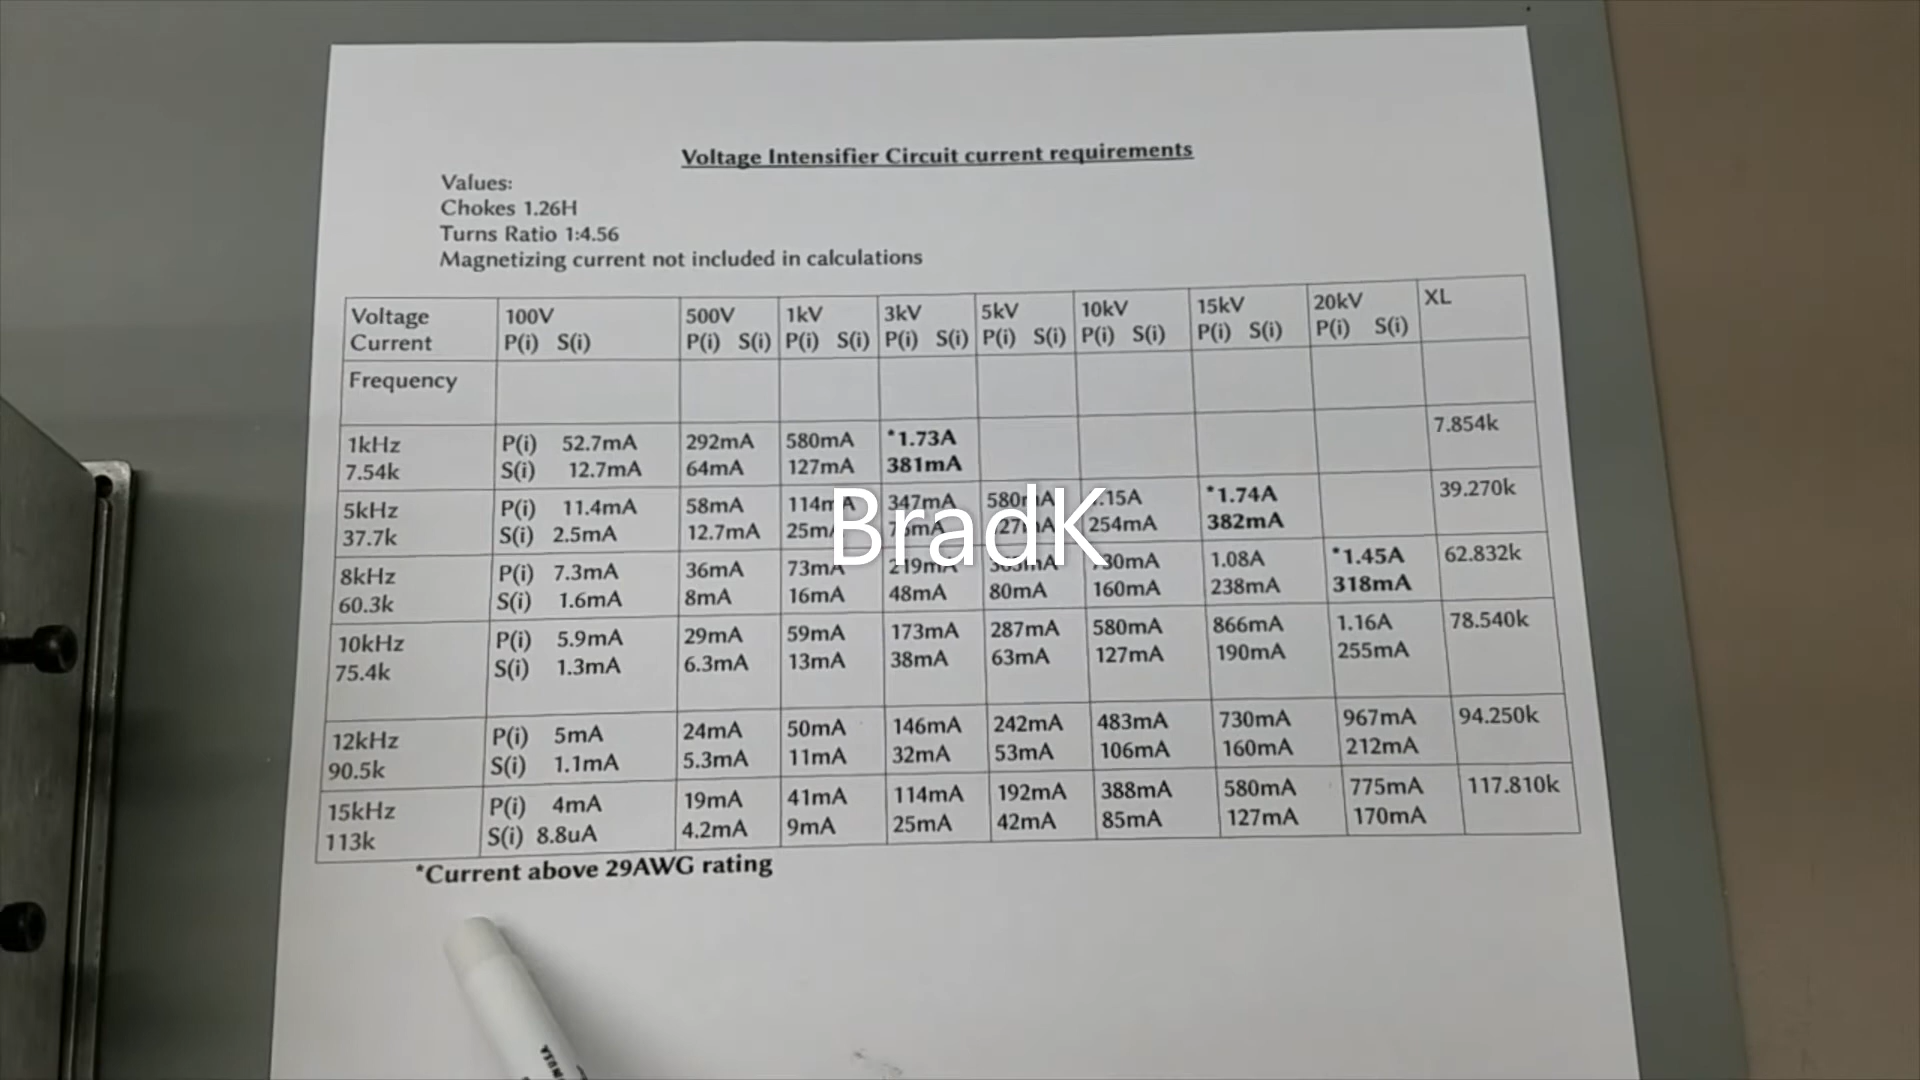 Voltage Intensifier Circuit current requirements
Values:
Chokes 1.26H
Turns Ratio 1:4.56
Magnetizing current not included in calculations
Voltage 100V 500V 1kV 3kV 5kV 10kV 15kV 20kV XL
Current P(i) S(i) P(i) S(i) P(i) S(i) P(i) S(i) P(i) S(i) P(i) S(i) P(i) S(i) P(i) S(i)
Frequency
1kHz P(i) 52.7mA 292mA 580mA *1.73A 7.854k
7.54k S(i) 12.7mA 64mA 127mA 381mA
5kHz P(i) 11.4mA 58mA 114mA 347mA *1.74A 39.270k
37.7k S(i) 2.5mA 12.7mA 254mA 382mA
BradK
8kHz P(i) 7.3mA 36mA 73mA 219mA 1.08A *1.45A 62.832k
60.3k S(i) 1.6mA 8mA 16mA 48mA 80mA 160mA 238mA 318mA
10kHz P(i) 5.9mA 29mA 59mA 173mA 287mA 580mA 866mA 1.16A 78.540k
75.4k S(i) 1.3mA 6.3mA 13mA 38mA 63mA 127mA 190mA 255mA
12kHz P(i) 5mA 24mA 50mA 146mA 242mA 483mA 730mA 967mA 94.250k
90.5k S(i) 1.1mA 5.3mA 11mA 32mA 53mA 106mA 160mA 212mA
15kHz P(i) 4mA 19mA 41mA 114mA 192mA 388mA 580mA 775mA 117.810k
113k S(i) 8.8uA 4.2mA 9mA 25mA 42mA 85mA 127mA 170mA
*Current above 29AWG rating